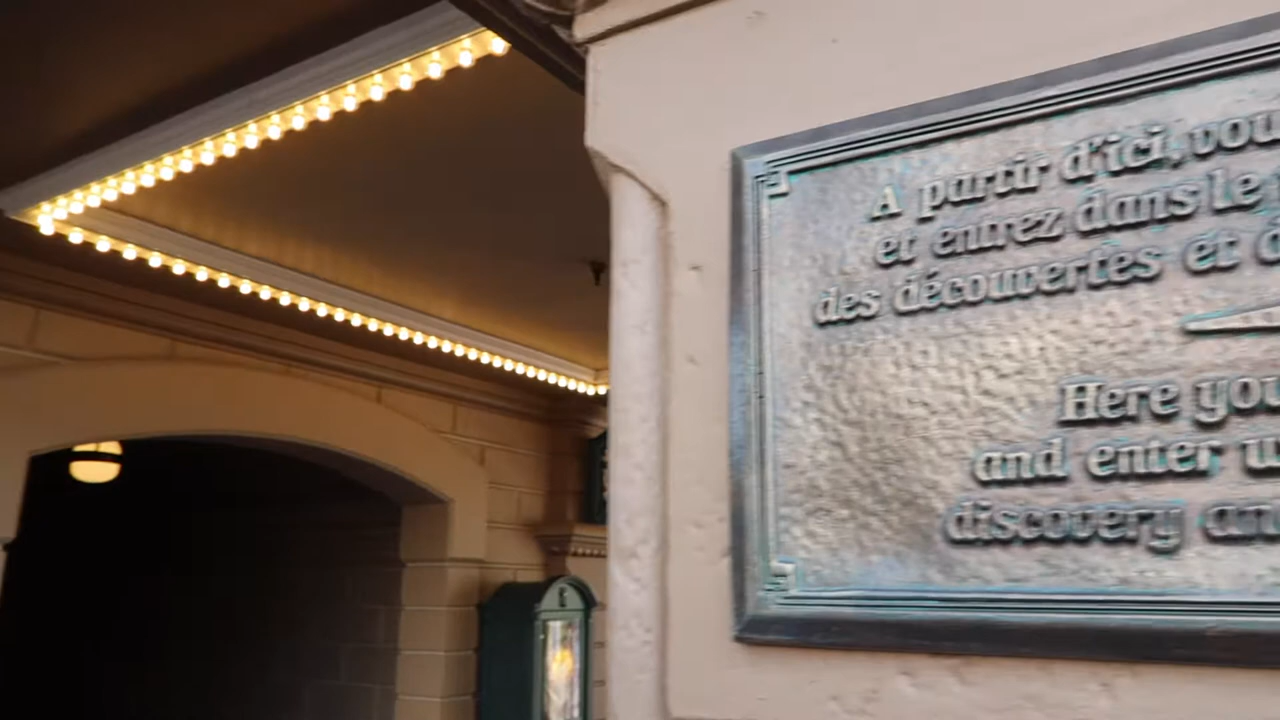 A partir d'ici, vou
et entrez dans le
des découvertes et d
Here you
and enter w
discovery an